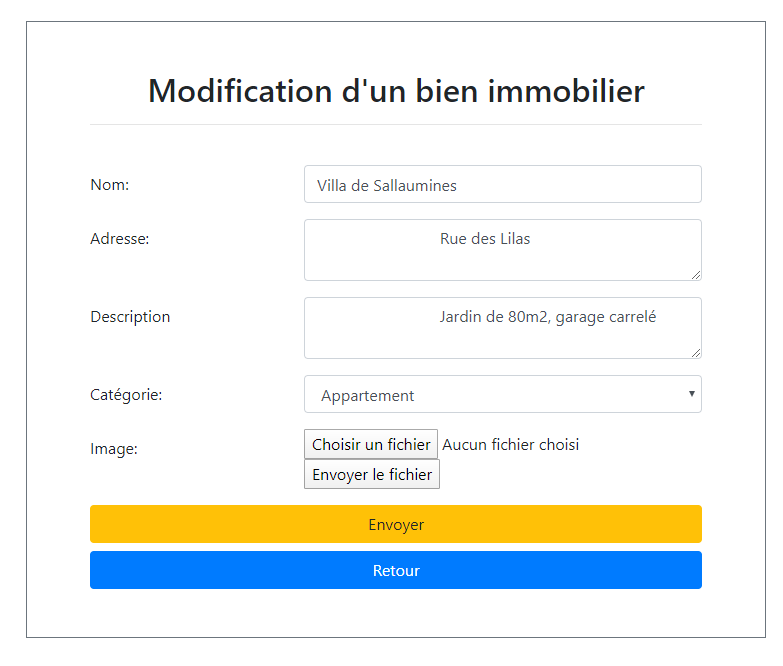 Modification d'un bien immobilier
Nom:
Villa de Sallaumines
Adresse:
Rue des Lilas
Description
Jardin de 80m2, garage carrelé
Catégorie:
Appartement
Image:
Choisir un fichier Aucun fichier choisi
Envoyer le fichier
Envoyer
Retour